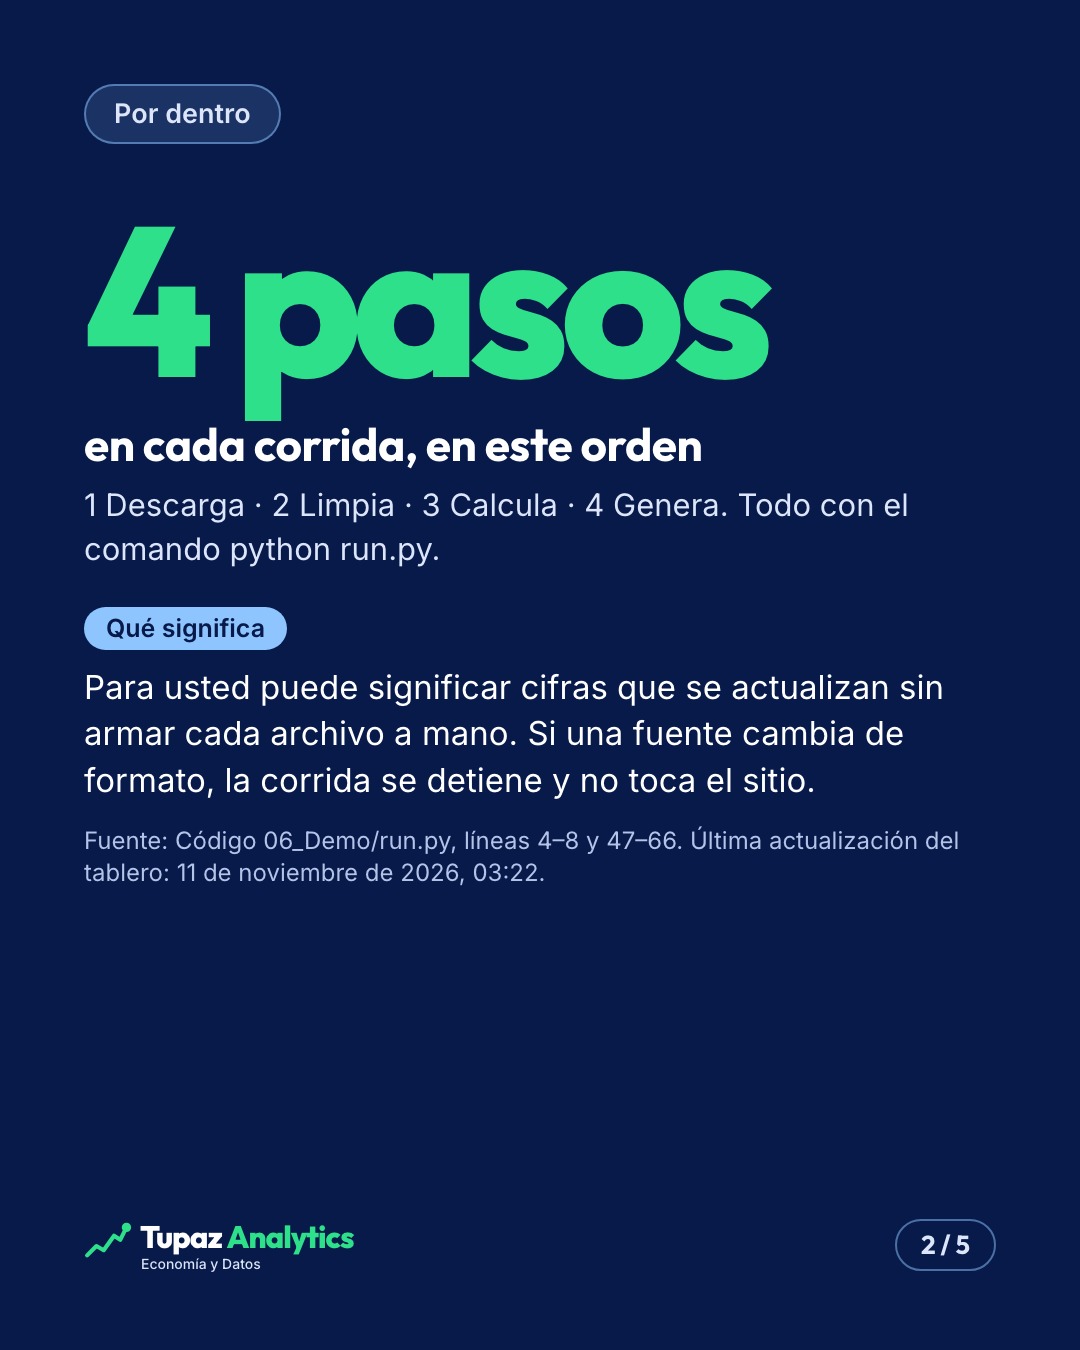 Por dentro
4 pasos
en cada corrida, en este orden
1 Descarga · 2 Limpia · 3 Calcula · 4 Genera. Todo con el
comando python run.py.
Qué significa
Para usted puede significar cifras que se actualizan sin
armar cada archivo a mano. Si una fuente cambia de
formato, la corrida se detiene y no toca el sitio.
Fuente: Código 06_Demo/run.py, líneas 4–8 y 47–66. Última actualización del
tablero: 11 de noviembre de 2026, 03:22.
Tupaz Analytics
Economía y Datos
2 / 5